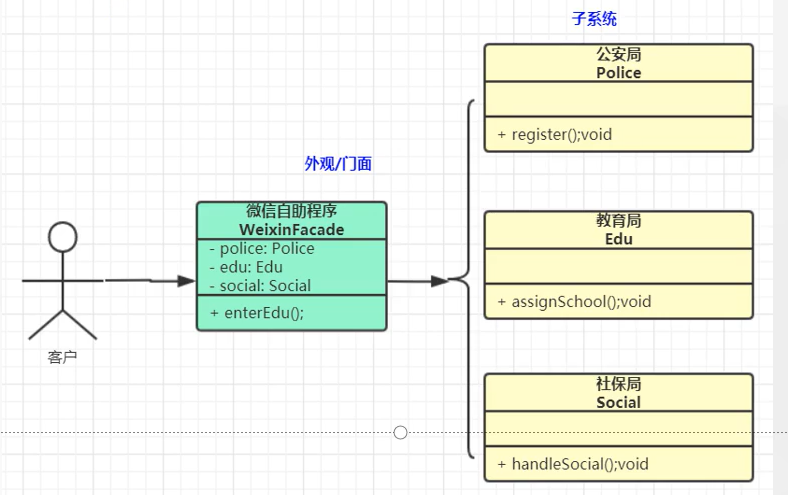 子系统
公安局
Police
+ register();void
外观/门面
微信自助程序
WeixinFacade
- police: Police
- edu: Edu
- social: Social
+ enterEdu();
教育局
Edu
+ assignSchool();void
客户
社保局
Social
+ handleSocial();void